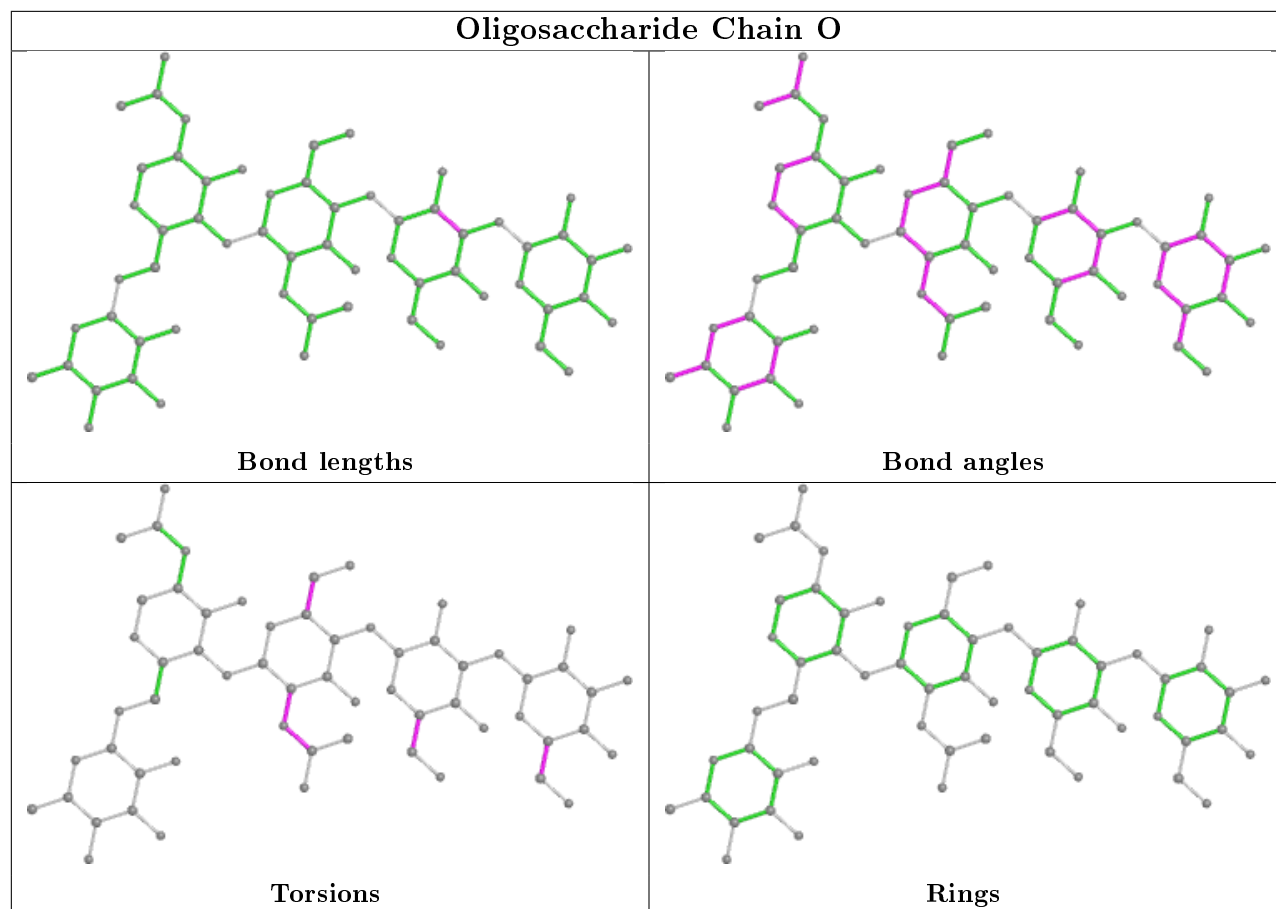 Oligosaccharide Chain O
Bond lengths
Bond angles
Torsions
Rings